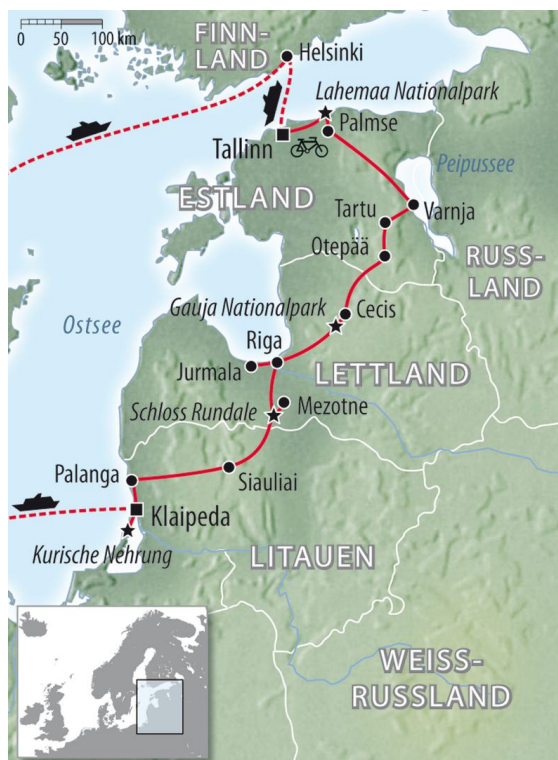 0 50 100 km
FINN-
LAND
Helsinki
Lahemaa Nationalpark
Palmse
Tallinn
Peipussee
ESTLAND
Tartu
Varnja
Otepää
RUSS-
LAND
Gauja Nationalpark
Cecis
Ostsee
Riga
Jurmala
LETTLAND
Schloss Rundale
Mezotne
Palanga
Siauliai
Klaipeda
Kurische Nehrung
LITAUEN
WEISS-
RUSSLAND